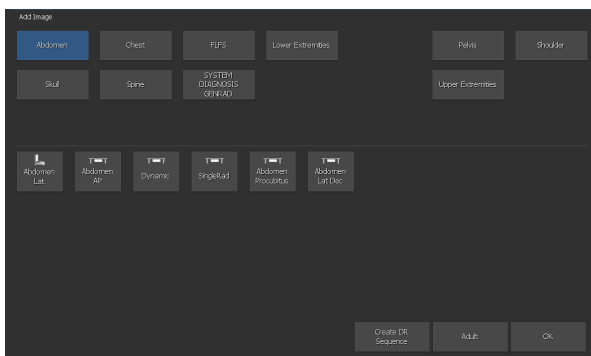 Add Image
Abdomen
Chest
FLFS
Lower Extremities
Pelvis
Shoulder
Skull
Spine
SYSTEM
DIAGNOSIS
GENRAD
Upper Extremities
Abdomen
Lat.
Abdomen
AP
Dynamic
SingleRad
Abdomen
Procubitus
Abdomen
Lat Dec
Create DR
Sequence
Adult
OK